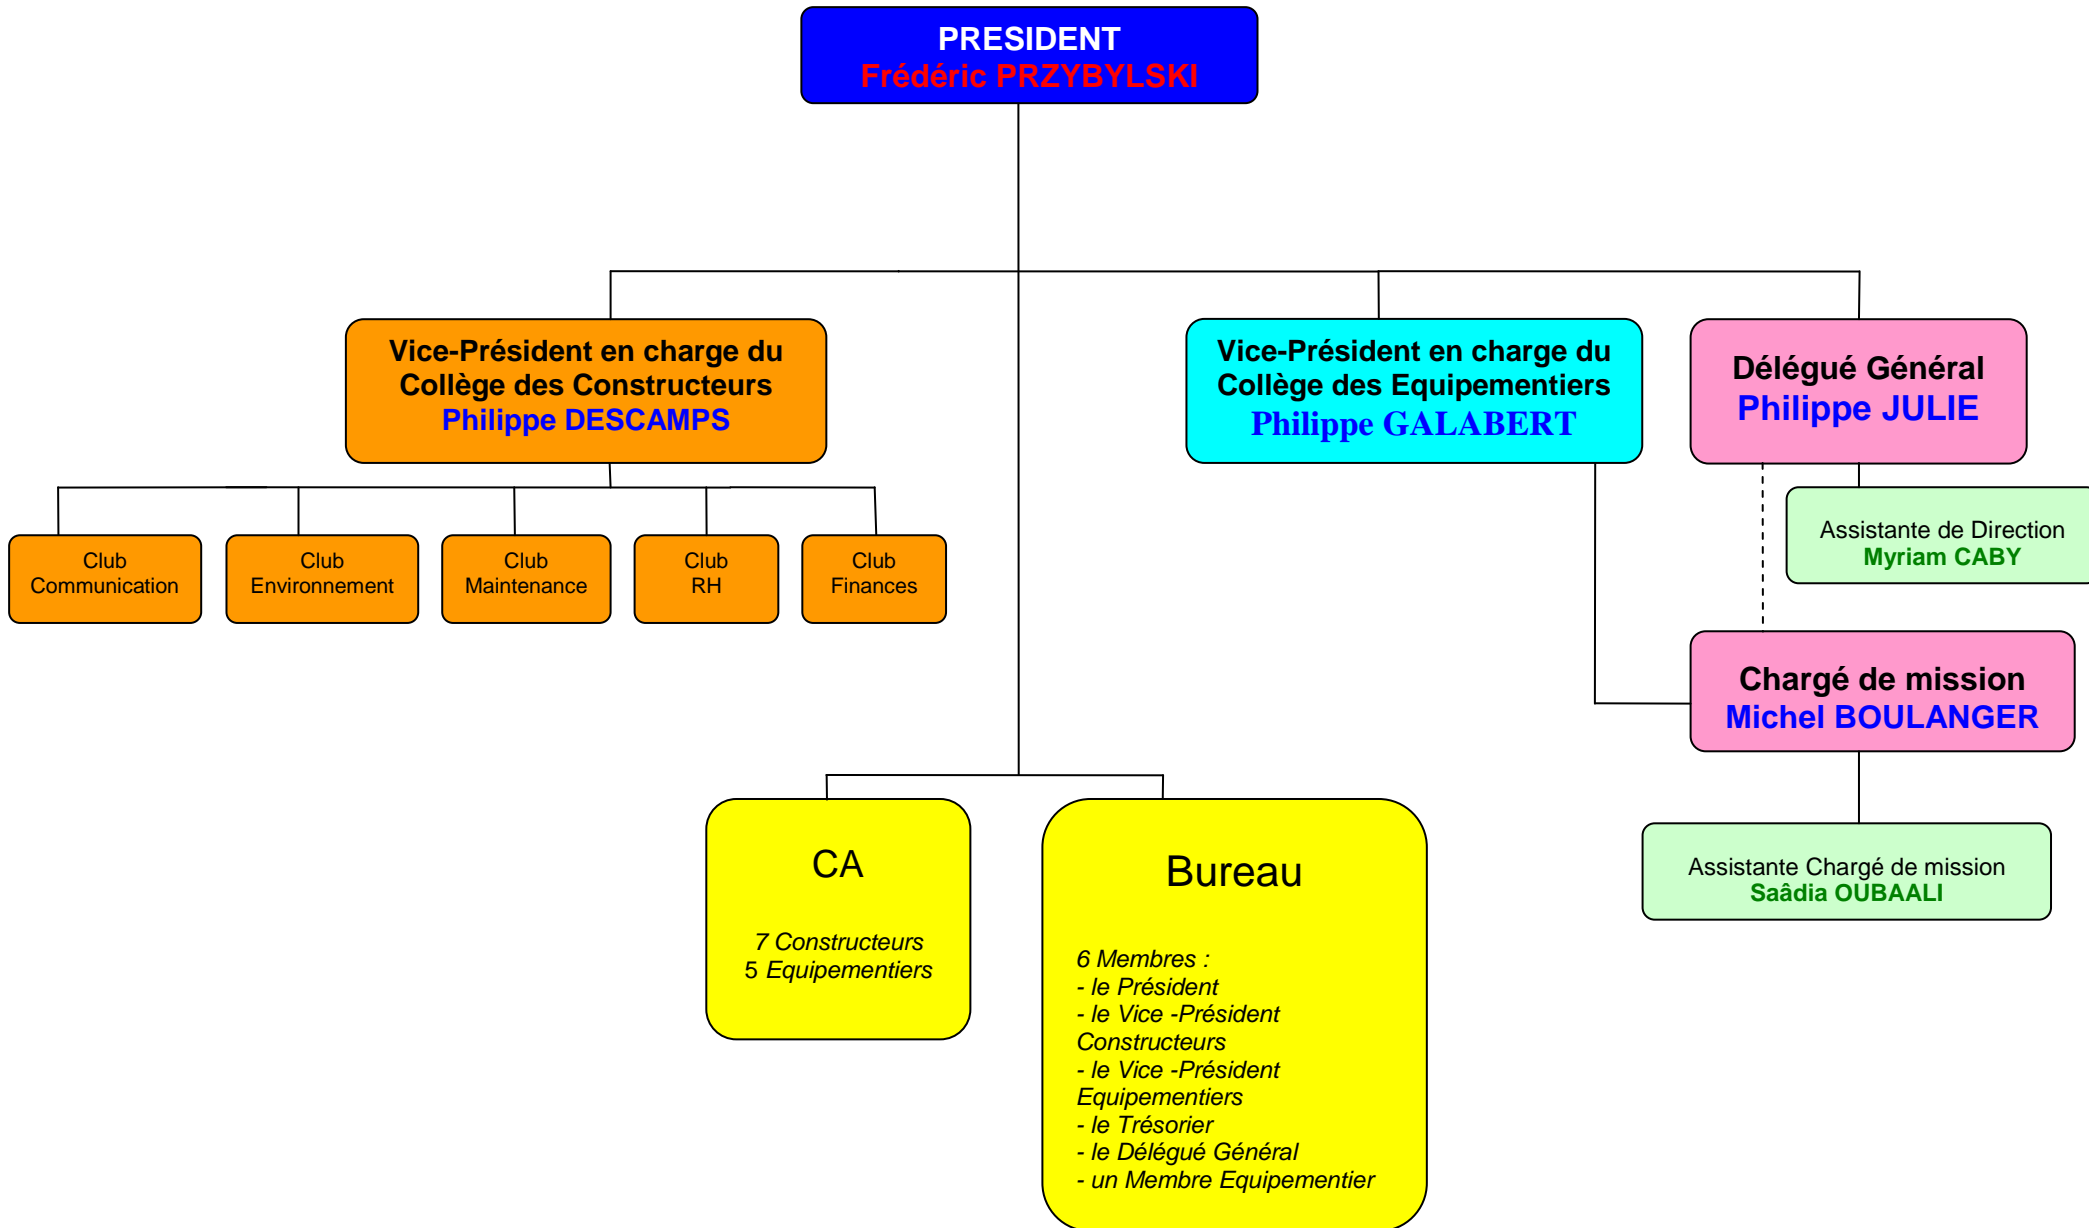 PRESIDENT
Frédéric PRZYBYLSKI
Vice-Président en charge du
Collège des Constructeurs
Philippe DESCAMPS
Vice-Président en charge du
Collège des Equipementiers
Philippe GALABERT
Délégué Général
Philippe JULIE
Assistante de Direction
Myriam CABY
Club
Communication
Club
Environnement
Club
Maintenance
Club
RH
Club
Finances
Chargé de mission
Michel BOULANGER
CA
7 Constructeurs
5 Equipementiers
Bureau
6 Membres :
- le Président
- le Vice -Président
Constructeurs
- le Vice -Président
Equipementiers
- le Trésorier
- le Délégué Général
- un Membre Equipementier
Assistante Chargé de mission
Saâdia OUBAALI